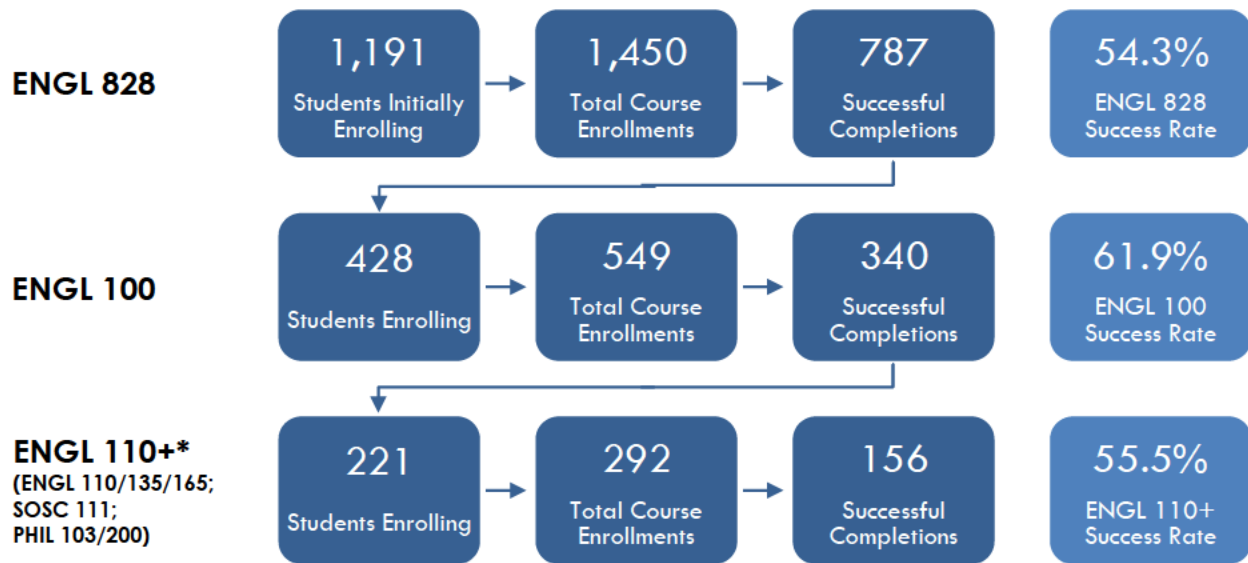 ENGL 828
1,191
Students Initially
Enrolling
1,450
Total Course
Enrollments
787
Successful
Completions
54.3%
ENGL 828
Success Rate
ENGL 100
428
Students Enrolling
549
Total Course
Enrollments
340
Successful
Completions
61.9%
ENGL 100
Success Rate
ENGL 110+*
(ENGL 110/135/165;
SOSC 111;
PHIL 103/200)
221
Students Enrolling
292
Total Course
Enrollments
156
Successful
Completions
55.5%
ENGL 110+
Success Rate